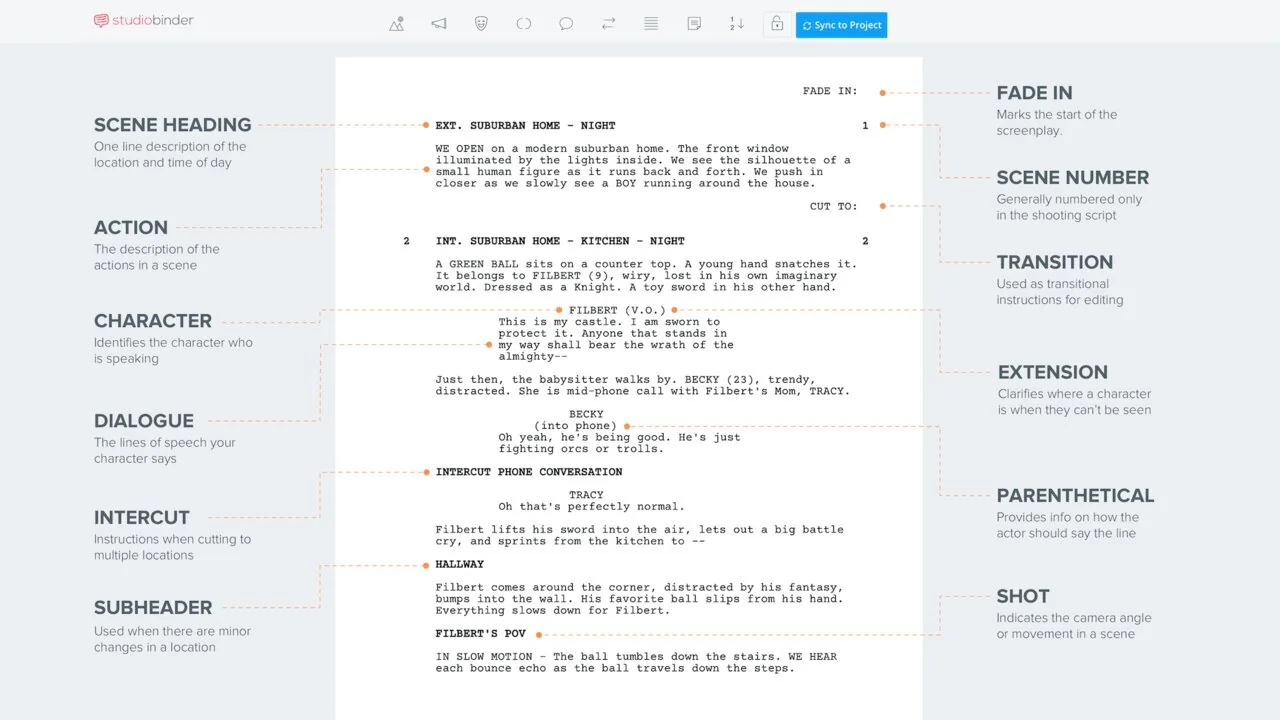 studiobinder
1
2
Sync to Project
FADE IN:
EXT. SUBURBAN HOME - NIGHT 1
WE OPEN on a modern suburban home. The front window
illuminated by the lights inside. We see the silhouette of a
small human figure as it runs back and forth. We push in
closer as we slowly see a BOY running around the house.
CUT TO:
2 INT. SUBURBAN HOME - KITCHEN - NIGHT 2
A GREEN BALL sits on a counter top. A young hand snatches it.
It belongs to FILBERT (9), wiry, lost in his own imaginary
world. Dressed as a Knight. A toy sword in his other hand.
FILBERT (V.O.)
This is my castle. I am sworn to
protect it. Anyone that stands in
my way shall bear the wrath of the
almighty--
Just then, the babysitter walks by. BECKY (23), trendy,
distracted. She is mid-phone call with Filbert's Mom, TRACY.
BECKY
(into phone)
Oh yeah, he's being good. He's just
fighting orcs or trolls.
INTERCUT PHONE CONVERSATION
TRACY
Oh that's perfectly normal.
Filbert lifts his sword into the air, lets out a big battle
cry, and sprints from the kitchen to --
HALLWAY
Filbert comes around the corner, distracted by his fantasy,
bumps into the wall. His favorite ball slips from his hand.
Everything slows down for Filbert.
FILBERT'S POV
IN SLOW MOTION - The ball tumbles down the stairs. WE HEAR
each bounce echo as the ball travels down the steps.
SCENE HEADING
One line description of the
location and time of day
ACTION
The description of the
actions in a scene
CHARACTER
Identifies the character who
is speaking
DIALOGUE
The lines of speech your
character says
INTERCUT
Instructions when cutting to
multiple locations
SUBHEADER
Used when there are minor
changes in a location
FADE IN
Marks the start of the
screenplay.
SCENE NUMBER
Generally numbered only
in the shooting script
TRANSITION
Used as transitional
instructions for editing
EXTENSION
Clarifies where a character
is when they can't be seen
PARENTHETICAL
Provides info on how the
actor should say the line
SHOT
Indicates the camera angle
or movement in a scene